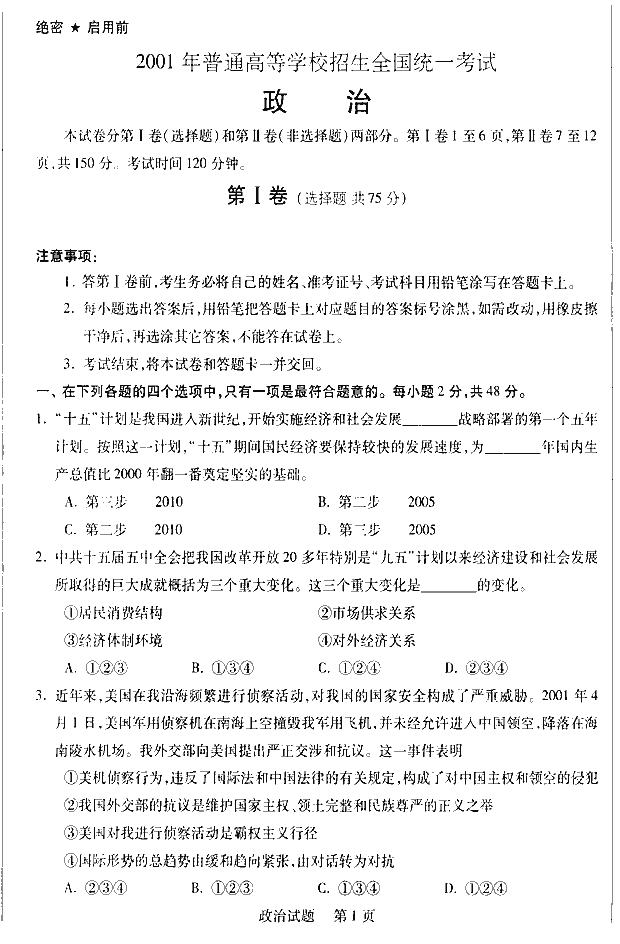 绝密 ★ 启用前
2001 年普通高等学校招生全国统一考试
政 治
本试卷分第Ⅰ卷(选择题)和第Ⅱ卷(非选择题)两部分。第Ⅰ卷 1 至 6 页,第Ⅱ卷 7 至 12
页,共 150 分。考试时间 120 分钟。
第Ⅰ卷 (选择题 共 75 分)
注意事项:
1. 答第Ⅰ卷前,考生务必将自己的姓名、准考证号、考试科目用铅笔涂写在答题卡上。
2. 每小题选出答案后,用铅笔把答题卡上对应题目的答案标号涂黑,如需改动,用橡皮擦
干净后,再选涂其它答案,不能答在试卷上。
3. 考试结束,将本试卷和答题卡一并交回。
一、在下列各题的四个选项中,只有一项是最符合题意的。每小题 2 分,共 48 分。
1. “十五”计划是我国进入新世纪,开始实施经济和社会发展________战略部署的第一个五年
计划。按照这一计划,“十五”期间国民经济要保持较快的发展速度,为________年国内生
产总值比 2000 年翻一番奠定坚实的基础。
A. 第三步 2010 B. 第二步 2005
C. 第二步 2010 D. 第三步 2005
2. 中共十五届五中全会把我国改革开放 20 多年特别是“九五”计划以来经济建设和社会发展
所取得的巨大成就概括为三个重大变化。这三个重大变化是________的变化。
①居民消费结构 ②市场供求关系
③经济体制环境 ④对外经济关系
A. ①②③ B. ①③④ C. ①②④ D. ②③④
3. 近年来,美国在我沿海频繁进行侦察活动,对我国的国家安全构成了严重威胁。2001 年 4
月 1 日,美国军用侦察机在南海上空撞毁我军用飞机,并未经允许进入中国领空,降落在海
南陵水机场。我外交部向美国提出严正交涉和抗议。这一事件表明
①美机侦察行为,违反了国际法和中国法律的有关规定,构成了对中国主权和领空的侵犯
②我国外交部的抗议是维护国家主权、领土完整和民族尊严的正义之举
③美国对我进行侦察活动是霸权主义行径
④国际形势的总趋势由缓和趋向紧张,由对话转为对抗
A. ②③④ B. ①②③ C. ①③④ D. ①②④
政治试题 第 1 页